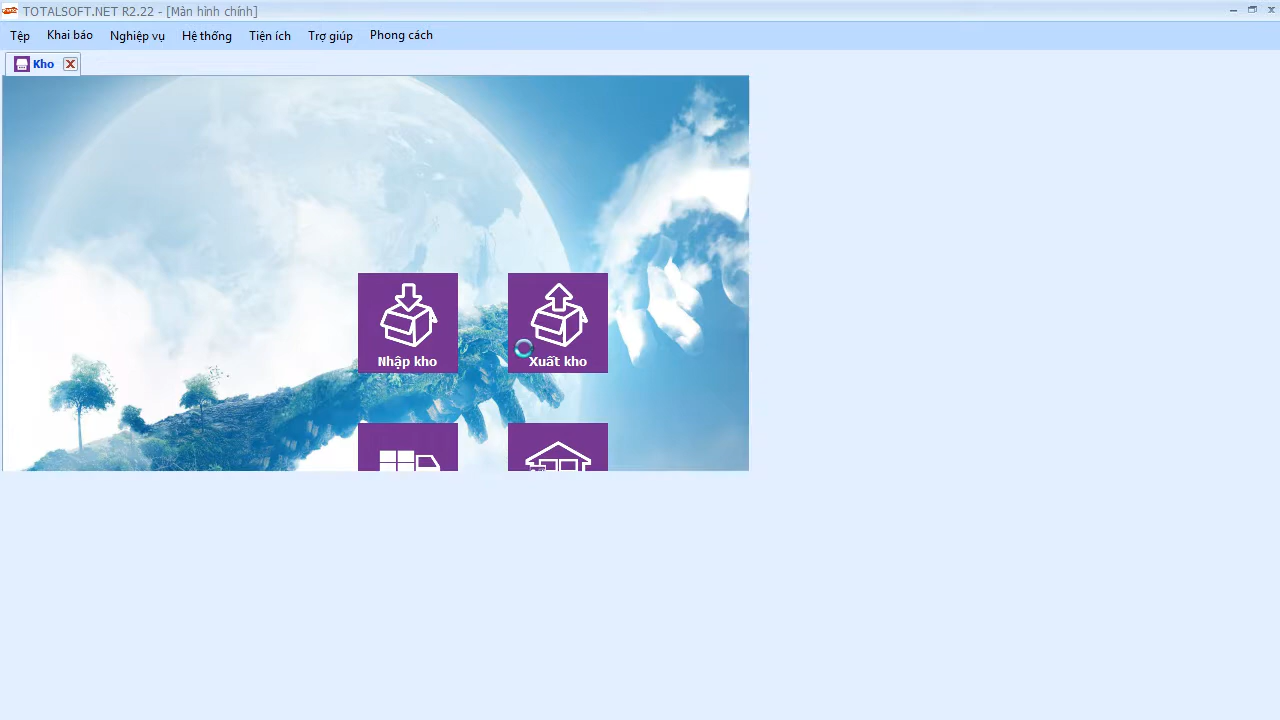 TOTALSOFT.NET R2.22 - [Màn hình chính]
Tệp Khai báo Nghiệp vụ Hệ thống Tiện ích Trợ giúp Phong cách
Kho
Nhập kho Xuất kho